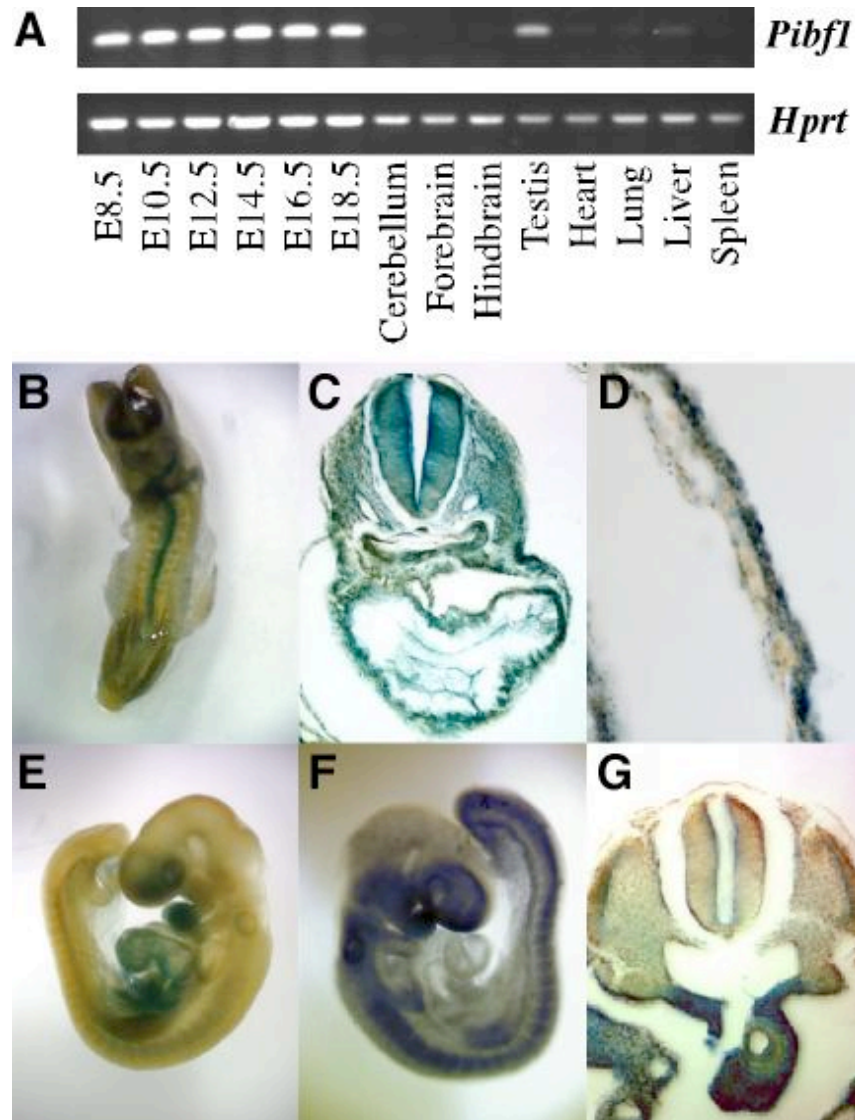 A
Pibf1
Hprt
E8.5
E10.5
E12.5
E14.5
E16.5
E18.5
Cerebellum
Forebrain
Hindbrain
Testis
Heart
Lung
Liver
Spleen
B
C
D
E
F
G